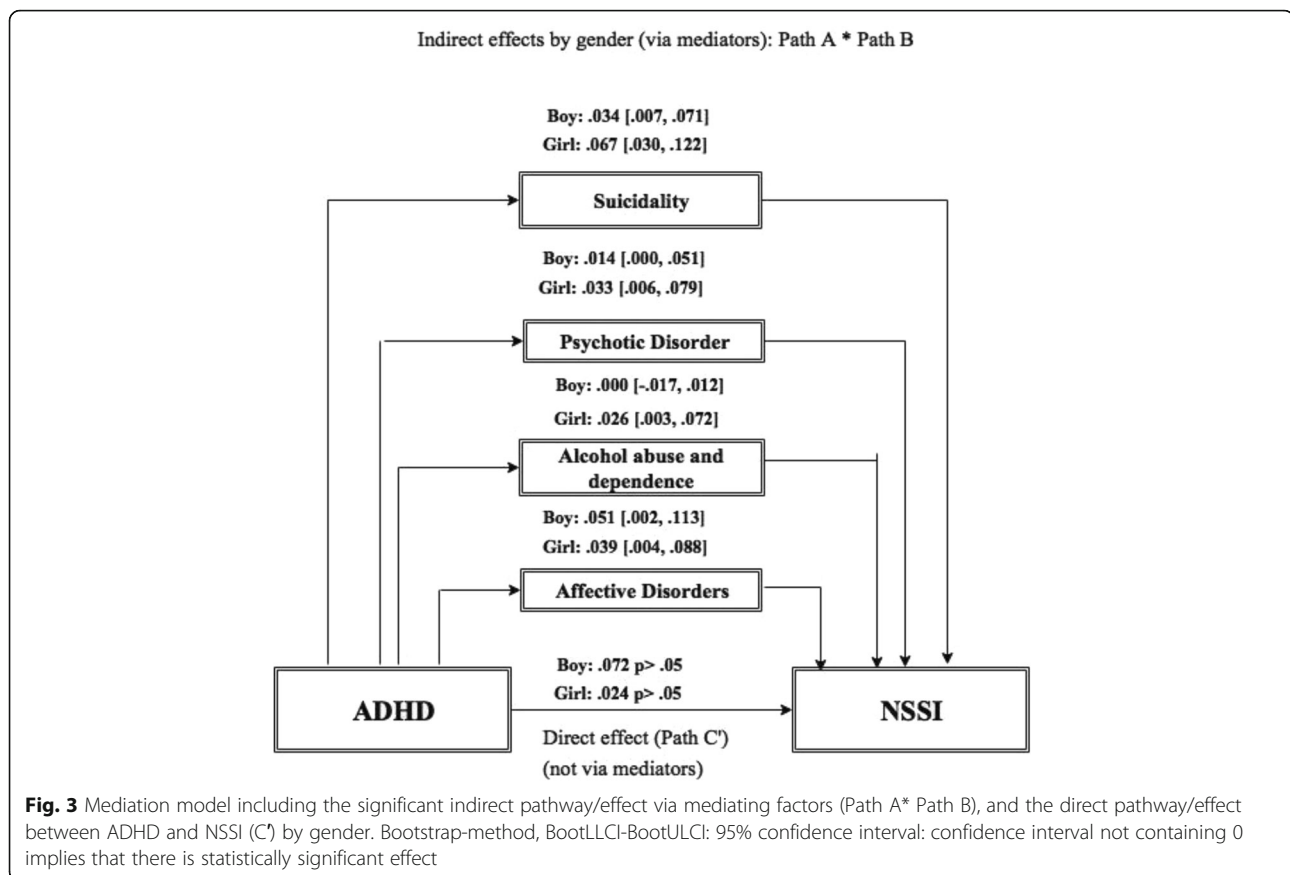 Indirect effects by gender (via mediators): Path A * Path B
Boy: .034 [.007, .071]
Girl: .067 [.030, .122]
Suicidality
Boy: .014 [.000, .051]
Girl: .033 [.006, .079]
Psychotic Disorder
Boy: .000 [-.017, .012]
Girl: .026 [.003, .072]
Alcohol abuse and
dependence
Boy: .051 [.002, .113]
Girl: .039 [.004, .088]
Affective Disorders
Boy: .072 p> .05
Girl: .024 p> .05
ADHD
NSSI
Direct effect (Path C')
(not via mediators)
Fig. 3 Mediation model including the significant indirect pathway/effect via mediating factors (Path A* Path B), and the direct pathway/effect
between ADHD and NSSI (C′) by gender. Bootstrap-method, BootLLCI-BootULCI: 95% confidence interval: confidence interval not containing 0
implies that there is statistically significant effect